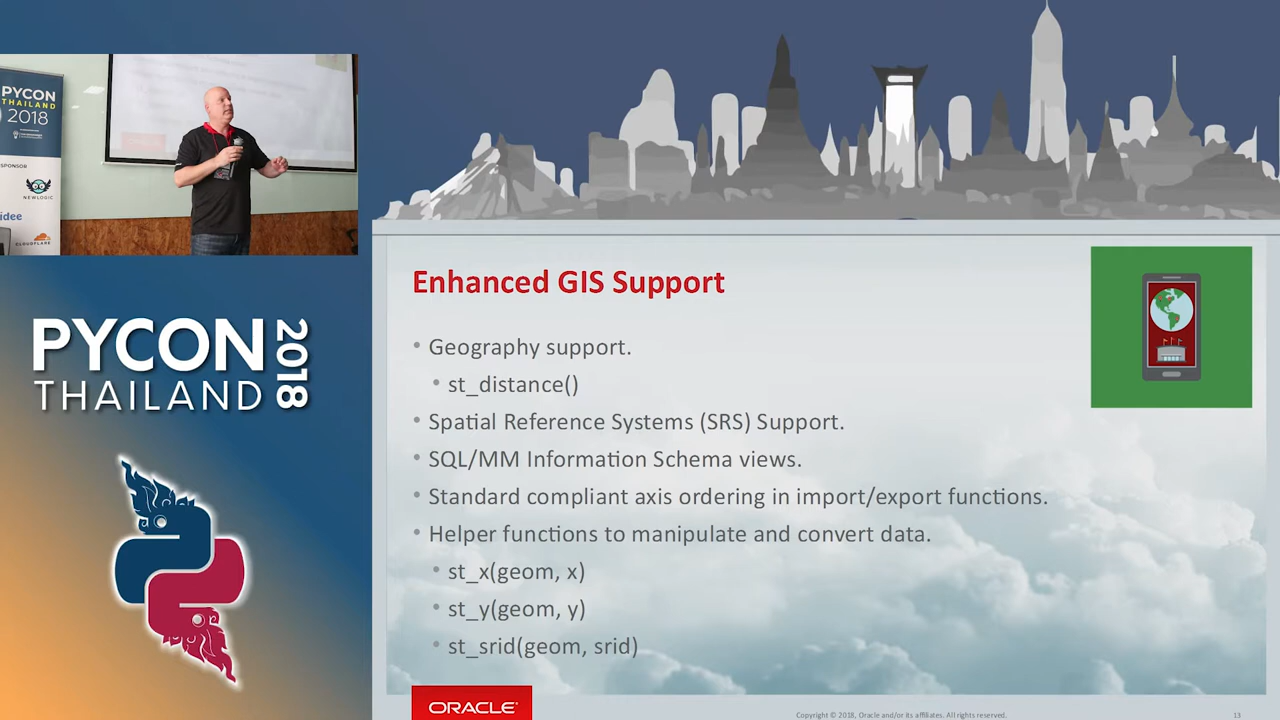 PYCON
THAILAND
2018
SPONSOR
NEWLOGIC
idee
CLOUDFLARE
PYCON
THAILAND
2018
Enhanced GIS Support
• Geography support.
• st_distance()
• Spatial Reference Systems (SRS) Support.
• SQL/MM Information Schema views.
• Standard compliant axis ordering in import/export functions.
• Helper functions to manipulate and convert data.
• st_x(geom, x)
• st_y(geom, y)
• st_srid(geom, srid)
ORACLE
Copyright © 2018, Oracle and/or its affiliates. All rights reserved.
13